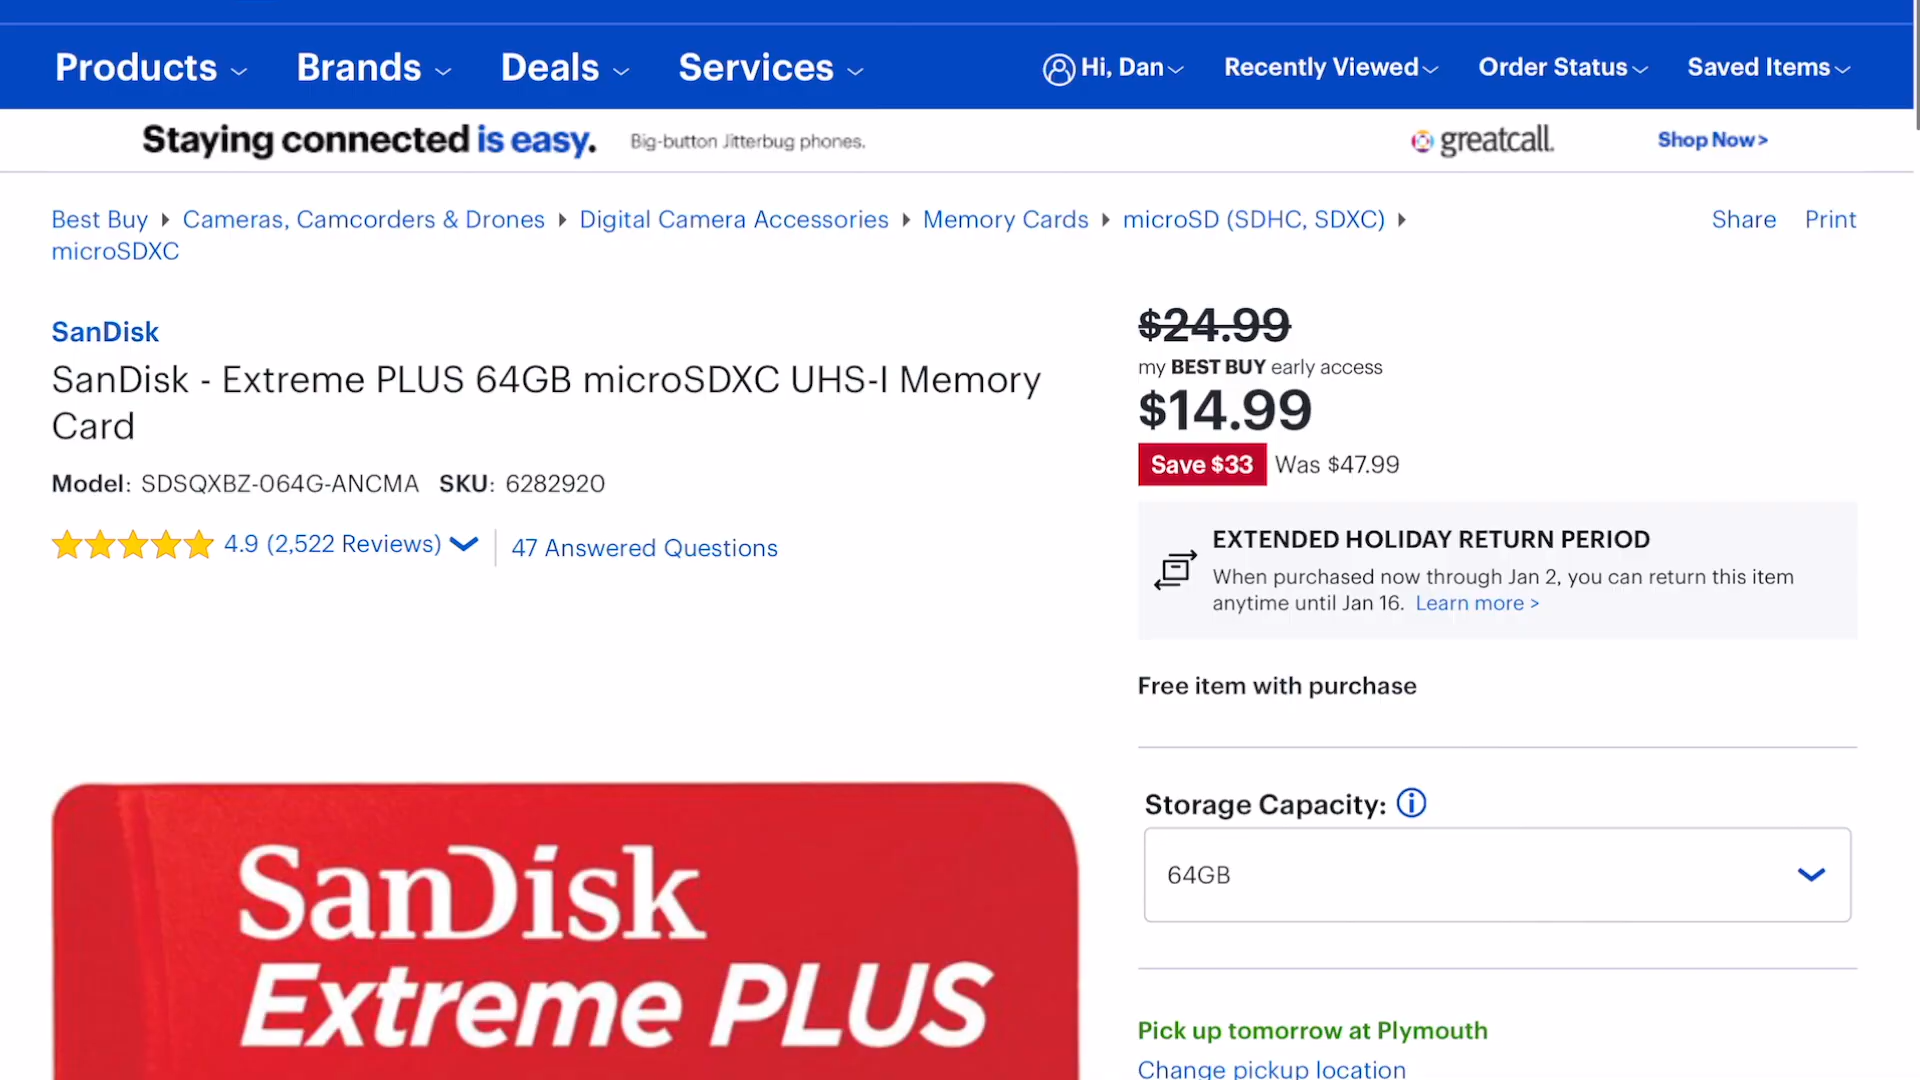 Products Brands Deals Services Hi, Dan Recently Viewed Order Status Saved Items
Staying connected is easy. Big-button Jitterbug phones. greatcall. Shop Now>
Best Buy Cameras, Camcorders & Drones Digital Camera Accessories Memory Cards microSD (SDHC, SDXC)
microSDXC
Share Print
SanDisk
SanDisk - Extreme PLUS 64GB microSDXC UHS-I Memory
Card
Model: SDSQXBZ-064G-ANCMA SKU: 6282920
4.9 (2,522 Reviews) 47 Answered Questions
SanDisk
Extreme PLUS
$24.99
my BEST BUY early access
$14.99
Save $33 Was $47.99
EXTENDED HOLIDAY RETURN PERIOD
When purchased now through Jan 2, you can return this item
anytime until Jan 16. Learn more >
Free item with purchase
Storage Capacity:
64GB
Pick up tomorrow at Plymouth
Change pickup location